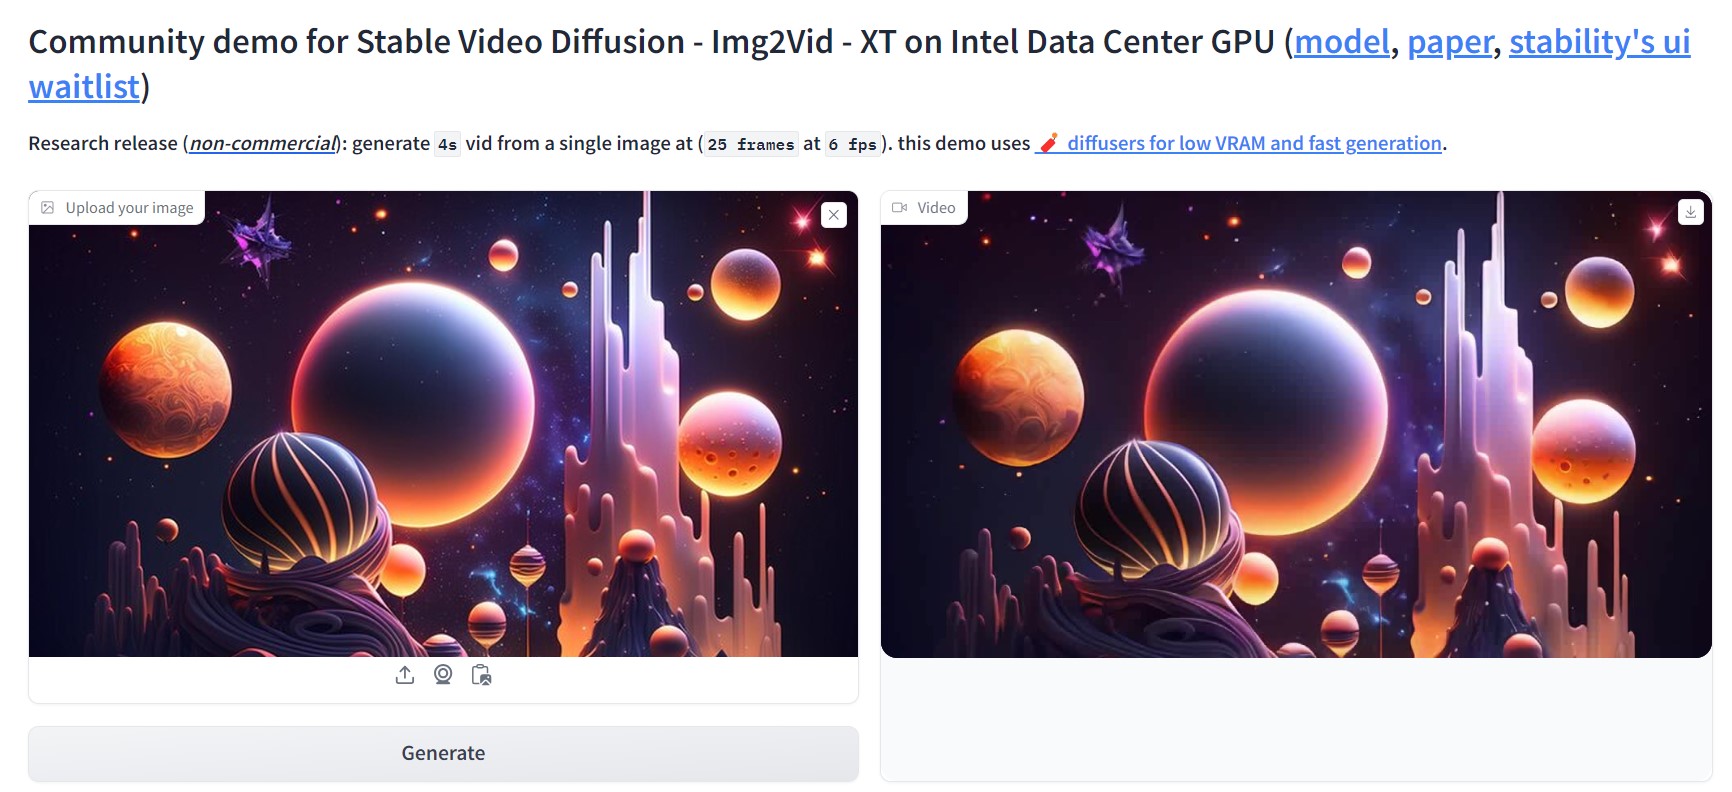 Community demo for Stable Video Diffusion - Img2Vid - XT on Intel Data Center GPU (model, paper, stability's ui
waitlist)
Research release (non-commercial): generate 4s vid from a single image at (25 frames at 6 fps). this demo uses 🧨 diffusers for low VRAM and fast generation.
Upload your image
Video
Generate